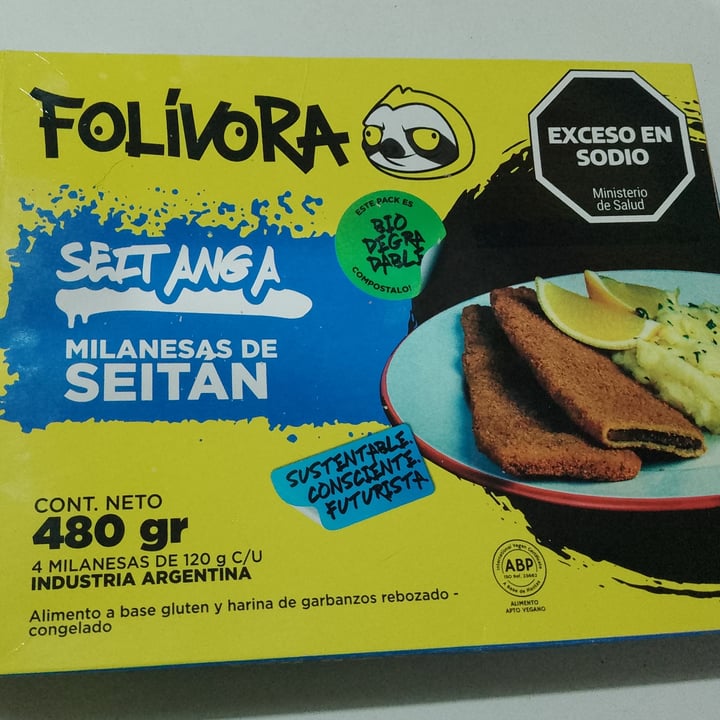 FOLÍVORA
EXCESO EN
SODIO
Ministerio
de Salud
ESTE PACK ES
BIO
DEGRA
DABLE
COMPOSTALO!
SEITANGA
MILANESAS DE
SEITÁN
SUSTENTABLE.
CONSCIENTE.
FUTURISTA
CONT. NETO
480 gr
4 MILANESAS DE 120 g C/U
INDUSTRIA ARGENTINA
Alimento a base gluten y harina de garbanzos rebozado -
congelado
ABP
ALIMENTO
APTO VEGANO